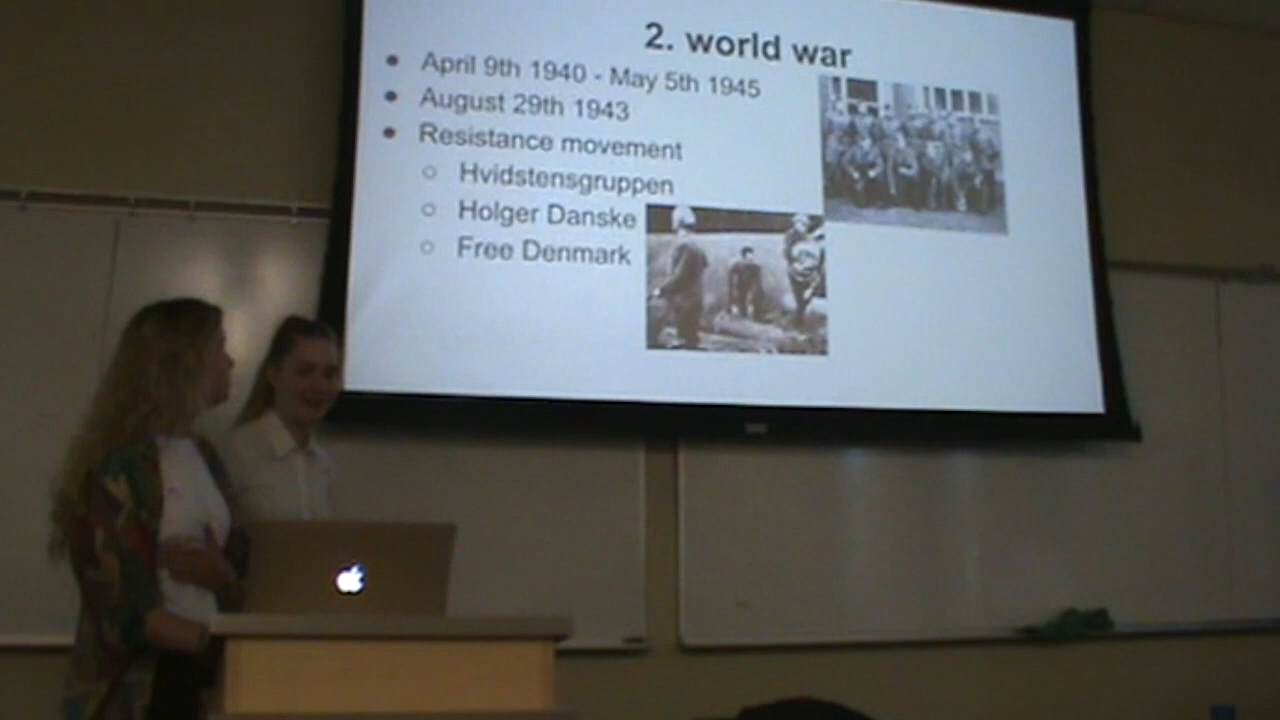 2. world war
● April 9th 1940 - May 5th 1945
● August 29th 1943
● Resistance movement
○ Hvidstensgruppen
○ Holger Danske
○ Free Denmark